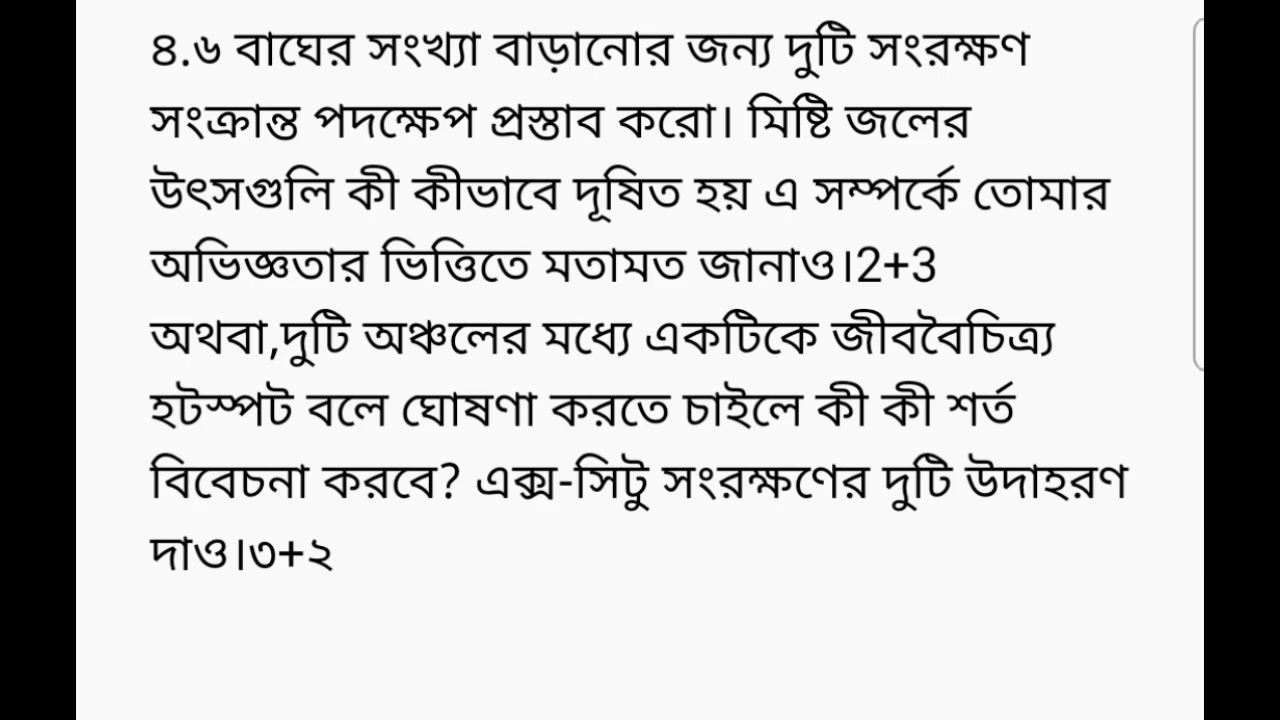 ৪.৬ বাঘের সংখ্যা বাড়ানোর জন্য দুটি সংরক্ষণ
সংক্রান্ত পদক্ষেপ প্রস্তাব করো। মিষ্টি জলের
উৎসগুলি কী কীভাবে দূষিত হয় এ সম্পর্কে তোমার
অভিজ্ঞতার ভিত্তিতে মতামত জানাও।2+3
অথবা,দুটি অঞ্চলের মধ্যে একটিকে জীববৈচিত্র্য
হটস্পট বলে ঘোষণা করতে চাইলে কী কী শর্ত
বিবেচনা করবে? এক্স-সিটু সংরক্ষণের দুটি উদাহরণ
দাও।৩+২